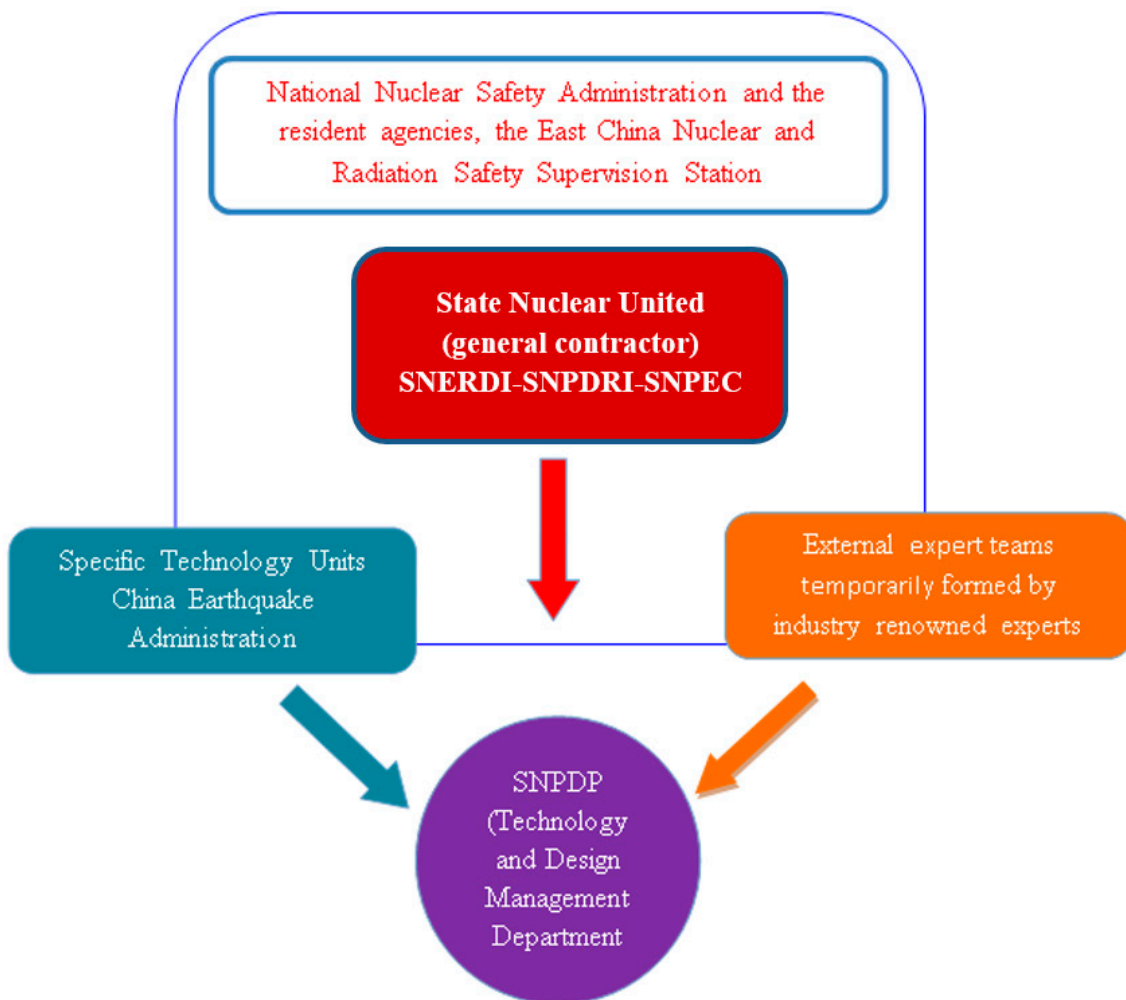 National Nuclear Safety Administration and the
resident agencies, the East China Nuclear and
Radiation Safety Supervision Station
State Nuclear United
(general contractor)
SNERDI-SNPDRI-SNPEC
Specific Technology Units
China Earthquake
Administration
External expert teams
temporarily formed by
industry renowned experts
SNPDP
(Technology
and Design
Management
Department